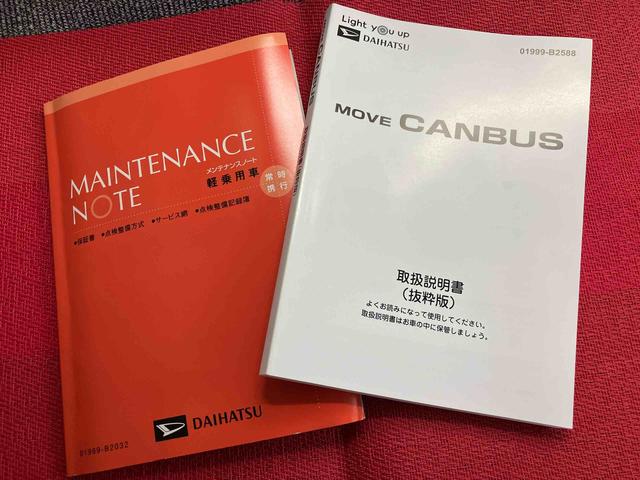 MAINTENANCE
NOTE
メンテナンスノート
軽乗用車
常時
携行
●保証書 ●点検整備方式 ●サービス網 ●点検整備記録簿
DAIHATSU
01999-B2032
Light you up
DAIHATSU
01999-B2588
MOVE CANBUS
取扱説明書
(抜粋版)
よくお読みになって使用してください。
取扱説明書はお車の中に保管しましょう。